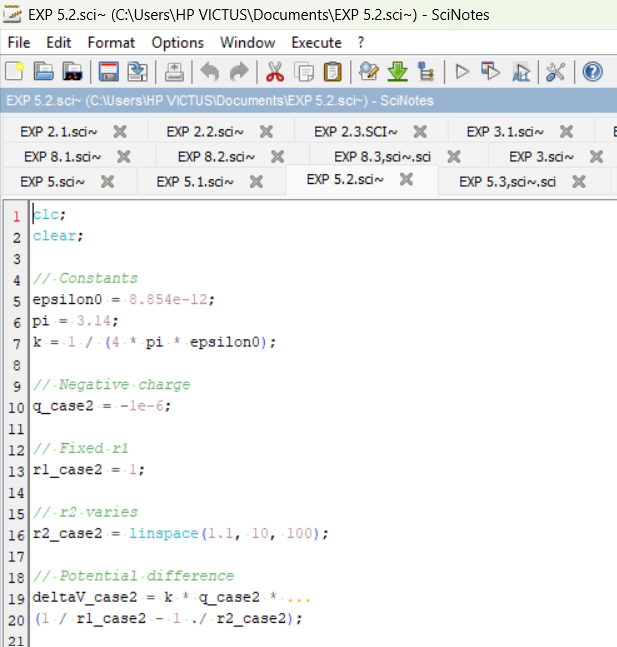 EXP 5.2.sci~ (C:\Users\HP VICTUS\Documents\EXP 5.2.sci~) - SciNotes
File Edit Format Options Window Execute ?
EXP 5.2.sci~ (C:\Users\HP VICTUS\Documents\EXP 5.2.sci~) - SciNotes
EXP 2.1.sci~ EXP 2.2.sci~ EXP 2.3.SCI~ EXP 3.1.sci~
EXP 8.1.sci~ EXP 8.2.sci~ EXP 8.3,sci~.sci EXP 3.sci~
EXP 5.sci~ EXP 5.1.sci~ EXP 5.2.sci~ EXP 5.3,sci~.sci
1 clc;
2 clear;
3
4 // Constants
5 epsilon0 = 8.854e-12;
6 pi = 3.14;
7 k = 1 / (4 * pi * epsilon0);
8
9 // Negative charge
10 q_case2 = -1e-6;
11
12 // Fixed r1
13 r1_case2 = 1;
14
15 // r2 varies
16 r2_case2 = linspace(1.1, 10, 100);
17
18 // Potential difference
19 deltaV_case2 = k * q_case2 * ...
20 (1 / r1_case2 - 1 ./ r2_case2);
21